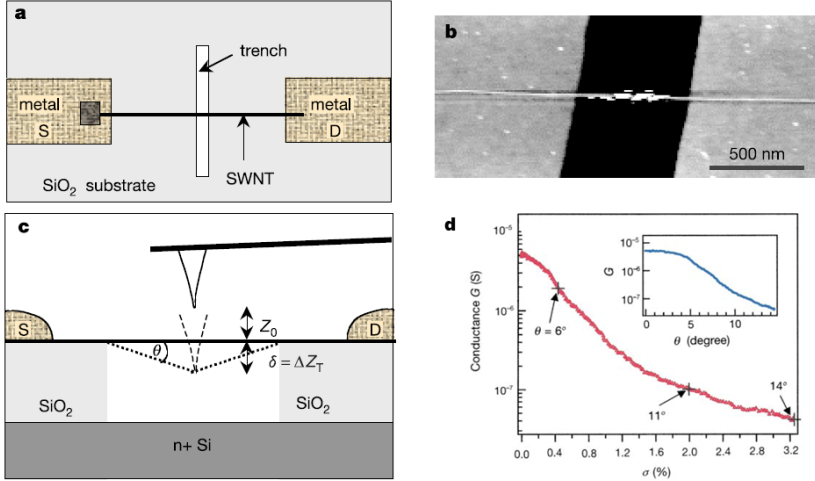 a
trench
metal
S
metal
D
SiO₂ substrate
SWNT
b
500 nm
c
S
D
Z₀
θ
δ = ΔZ_T
SiO₂
SiO₂
n+ Si
d
Conductance G (S)
10⁻⁵
10⁻⁶
10⁻⁷
θ = 6°
11°
14°
0.0 0.4 0.8 1.2 1.6 2.0 2.4 2.8 3.2
σ (%)
G
10⁻⁵
10⁻⁶
10⁻⁷
0 5 10
θ (degree)